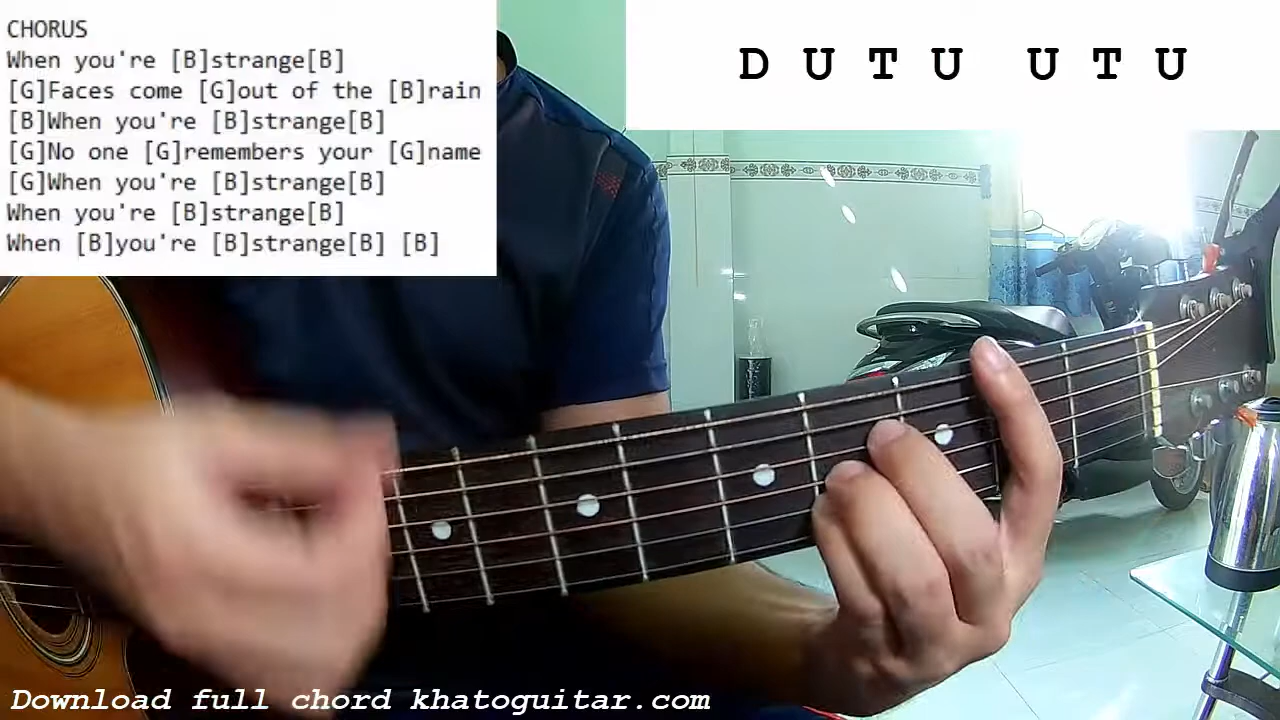 CHORUS
When you're [B]strange[B]
[G]Faces come [G]out of the [B]rain
[B]When you're [B]strange[B]
[G]No one [G]remembers your [G]name
[G]When you're [B]strange[B]
When you're [B]strange[B]
When [B]you're [B]strange[B] [B]
D U T U U T U
Download full chord khatoguitar.com